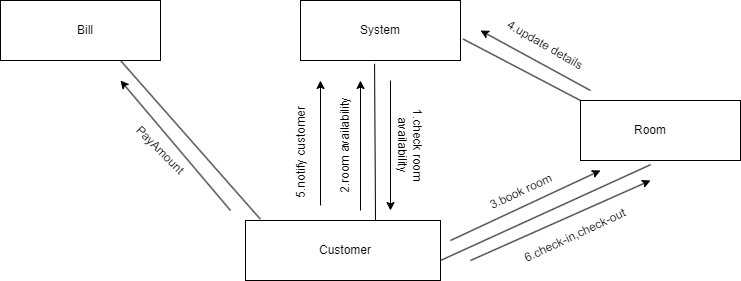 Bill
System
4.update details
Room
PayAmount
5.notify customer
2.room availability
1.check room
availability
3.book room
6.check-in,check-out
Customer